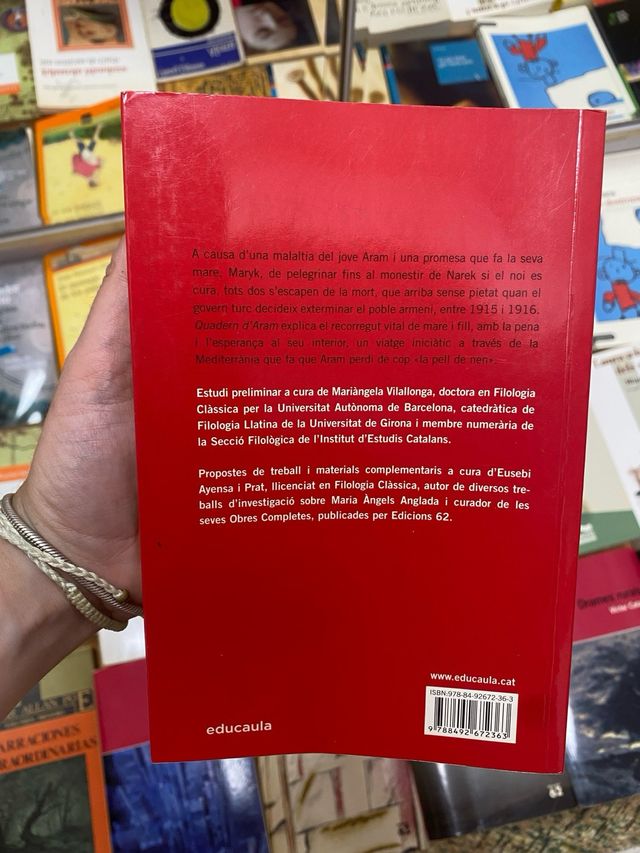 A causa d'una malaltia del jove Aram i una promesa que fa la seva
mare, Maryk, de pelegrinar fins al monestir de Narek si el noi es
cura, tots dos s'escapen de la mort, que arriba sense pietat quan el
govern turc decideix exterminar el poble armeni, entre 1915 i 1916.
Quadern d'Aram explica el recorregut vital de mare i fill, amb la pena
i l'esperança al seu interior, un viatge iniciàtic a través de la
Mediterrània que fa que Aram perdi de cop «la pell de nen».
Estudi preliminar a cura de Mariàngela Vilallonga, doctora en Filologia
Clàssica per la Universitat Autònoma de Barcelona, catedràtica de
Filologia Llatina de la Universitat de Girona i membre numerària de
la Secció Filològica de l'Institut d'Estudis Catalans.
Propostes de treball i materials complementaris a cura d'Eusebi
Ayensa i Prat, llicenciat en Filologia Clàssica, autor de diversos tre-
balls d'investigació sobre Maria Àngels Anglada i curador de les
seves Obres Completes, publicades per Edicions 62.
www.educaula.cat
ISBN:978-84-92672-36-3
9 788492 672363
educaula
ARRACIONES